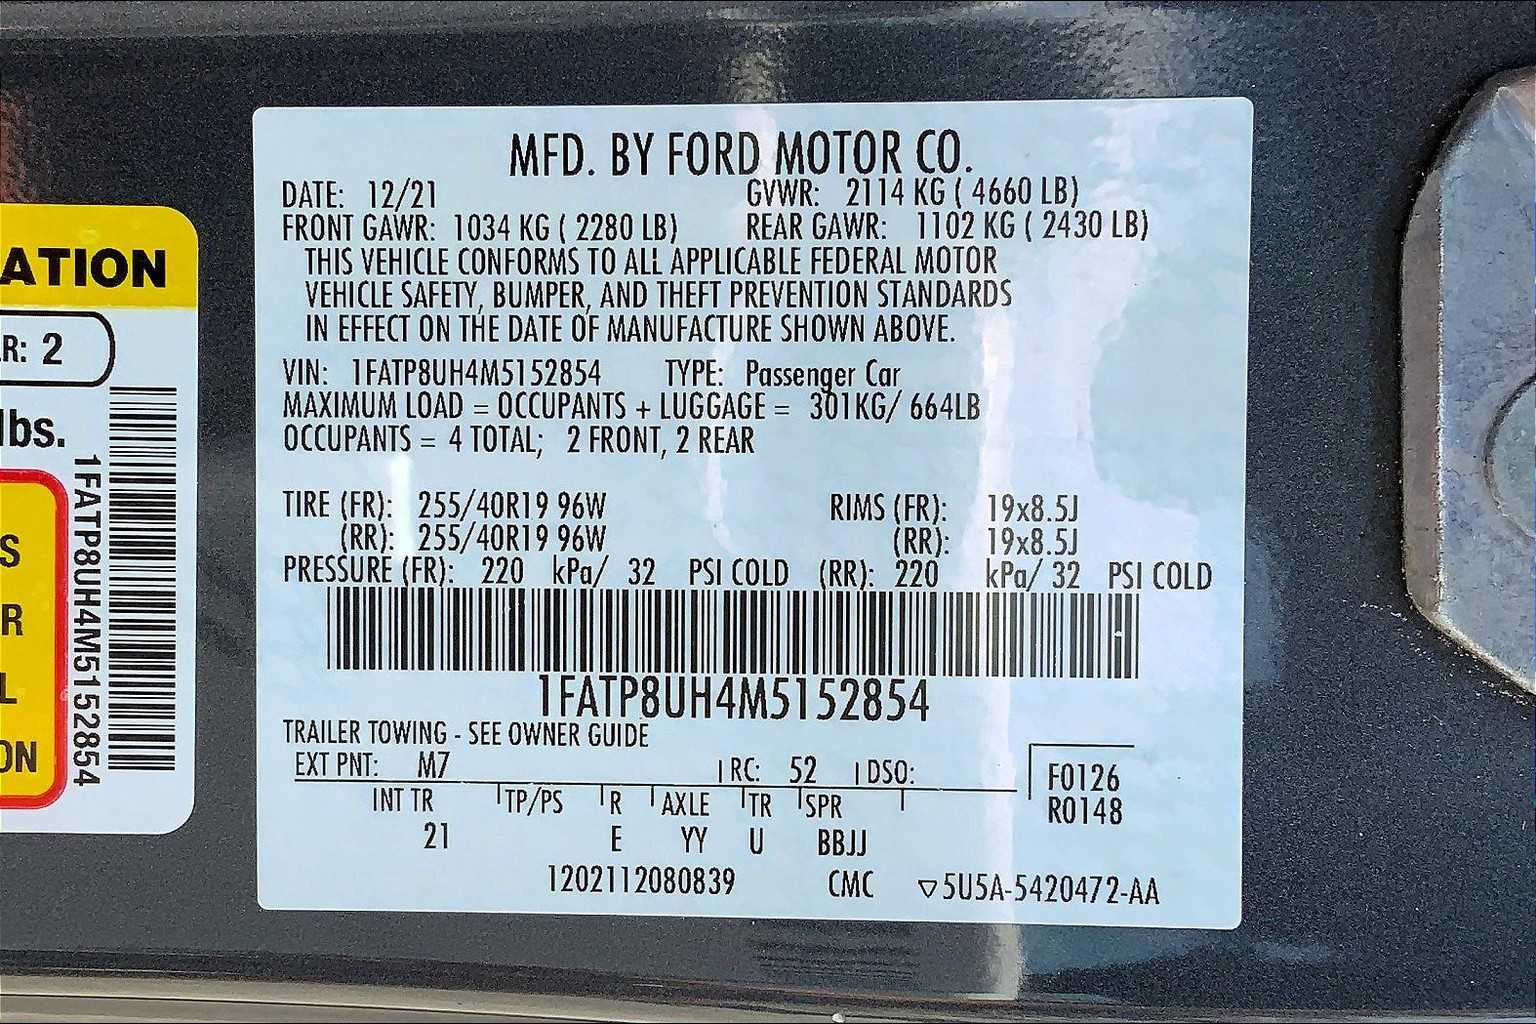 MFD. BY FORD MOTOR CO.
DATE: 12/21 GVWR: 2114 KG ( 4660 LB)
FRONT GAWR: 1034 KG ( 2280 LB) REAR GAWR: 1102 KG ( 2430 LB)
THIS VEHICLE CONFORMS TO ALL APPLICABLE FEDERAL MOTOR
VEHICLE SAFETY, BUMPER, AND THEFT PREVENTION STANDARDS
IN EFFECT ON THE DATE OF MANUFACTURE SHOWN ABOVE.
VIN: 1FATP8UH4M5152854 TYPE: Passenger Car
MAXIMUM LOAD = OCCUPANTS + LUGGAGE = 301KG/ 664LB
OCCUPANTS = 4 TOTAL; 2 FRONT, 2 REAR
TIRE (FR): 255/40R19 96W RIMS (FR): 19x8.5J
(RR): 255/40R19 96W (RR): 19x8.5J
PRESSURE (FR): 220 kPa/ 32 PSI COLD (RR): 220 kPa/ 32 PSI COLD
1FATP8UH4M5152854
TRAILER TOWING - SEE OWNER GUIDE
EXT PNT: M7 RC: 52 DSO:
F0126
R0148
INT TR TP/PS R AXLE TR SPR
21 E YY U BBJJ
1202112080839 CMC ▽5U5A-5420472-AA
ATION
R: 2
lbs.
1FATP8UH4M5152854
S
R
L
ON